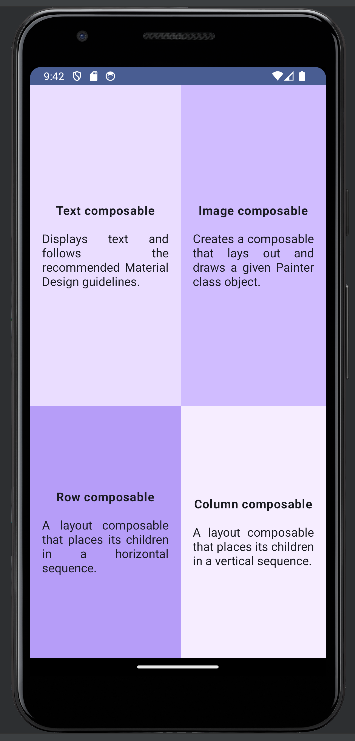 9:42
Text composable
Displays text and
follows the
recommended Material
Design guidelines.
Image composable
Creates a composable
that lays out and
draws a given Painter
class object.
Row composable
A layout composable
that places its children
in a horizontal
sequence.
Column composable
A layout composable
that places its children
in a vertical sequence.